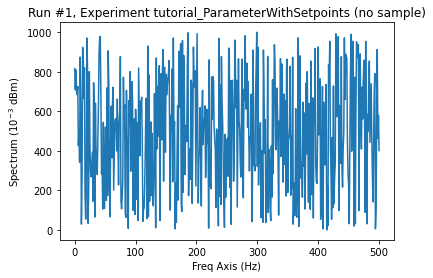 Run #1, Experiment tutorial_ParameterWithSetpoints (no sample)
Spectrum (10⁻³ dBm)
1000
800
600
400
200
0
0 100 200 300 400 500
Freq Axis (Hz)